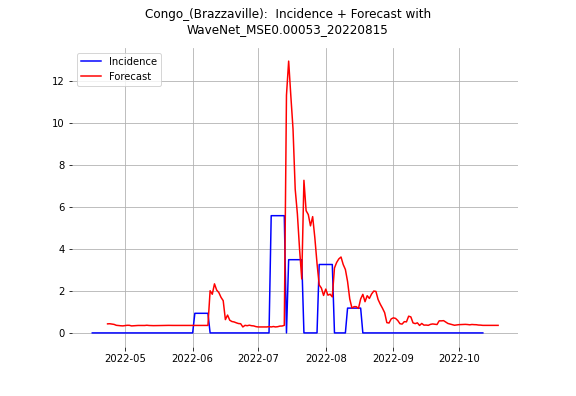 Congo_(Brazzaville):  Incidence + Forecast with
WaveNet_MSE0.00053_20220815
Incidence
Forecast
12
10
8
6
4
2
0
2022-05 2022-06 2022-07 2022-08 2022-09 2022-10